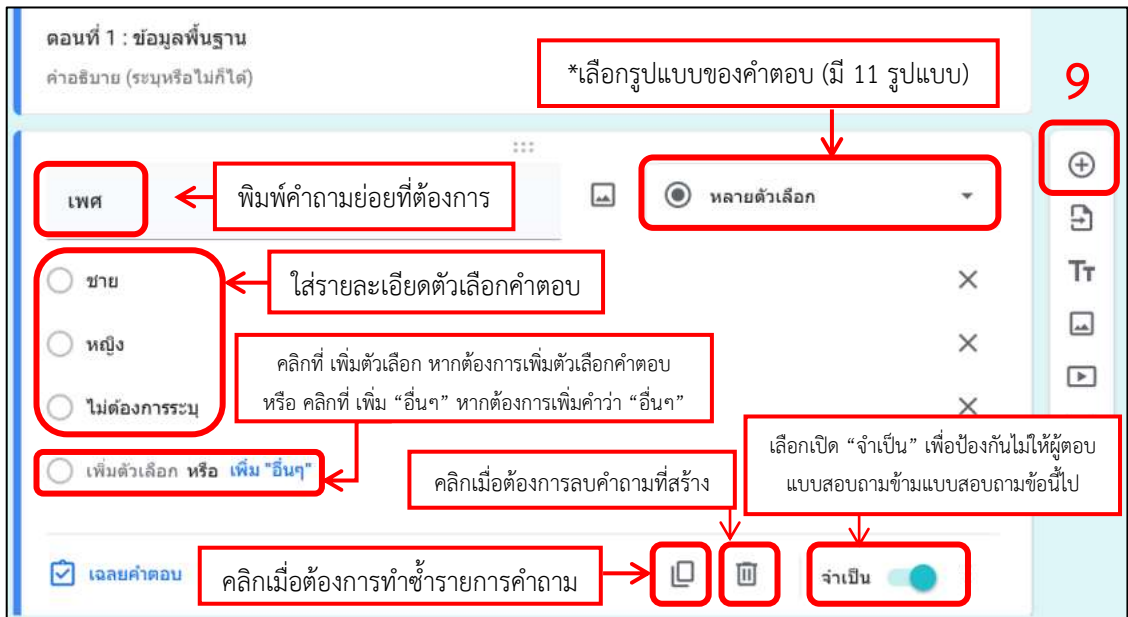 ตอนที่ 1 : ข้อมูลพื้นฐาน
คำอธิบาย (ระบุหรือไม่ก็ได้)
*เลือกรูปแบบของคำตอบ (มี 11 รูปแบบ)
9
เพศ
พิมพ์คำถามย่อยที่ต้องการ
หลายตัวเลือก
Tт
ชาย
ใส่รายละเอียดตัวเลือกคำตอบ
หญิง
คลิกที่ เพิ่มตัวเลือก หากต้องการเพิ่มตัวเลือกคำตอบ
หรือ คลิกที่ เพิ่ม “อื่นๆ” หากต้องการเพิ่มคำว่า “อื่นๆ”
ไม่ต้องการระบุ
เพิ่มตัวเลือก หรือ เพิ่ม "อื่นๆ"
เลือกเปิด “จำเป็น” เพื่อป้องกันไม่ให้ผู้ตอบ
แบบสอบถามข้ามแบบสอบถามข้อนี้ไป
คลิกเมื่อต้องการลบคำถามที่สร้าง
เฉลยคำตอบ
คลิกเมื่อต้องการทำซ้ำรายการคำถาม
จำเป็น